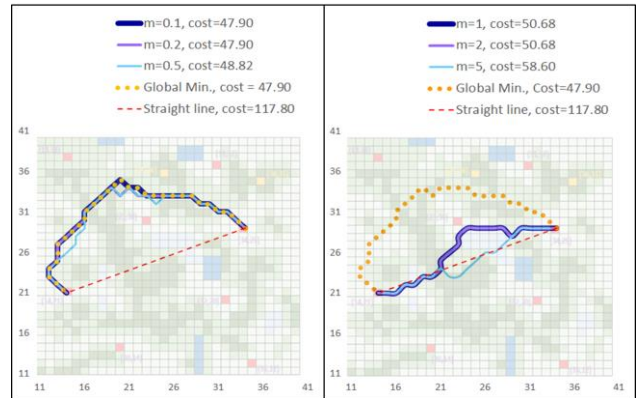 m=0.1, cost=47.90
m=0.2, cost=47.90
m=0.5, cost=48.82
Global Min., cost = 47.90
Straight line, cost=117.80
41
36
31
26
21
16
11
11 16 21 26 31 36 41
m=1, cost=50.68
m=2, cost=50.68
m=5, cost=58.60
Global Min., Cost=47.90
Straight line, cost=117.80
41
36
31
26
21
16
11
11 16 21 26 31 36 41